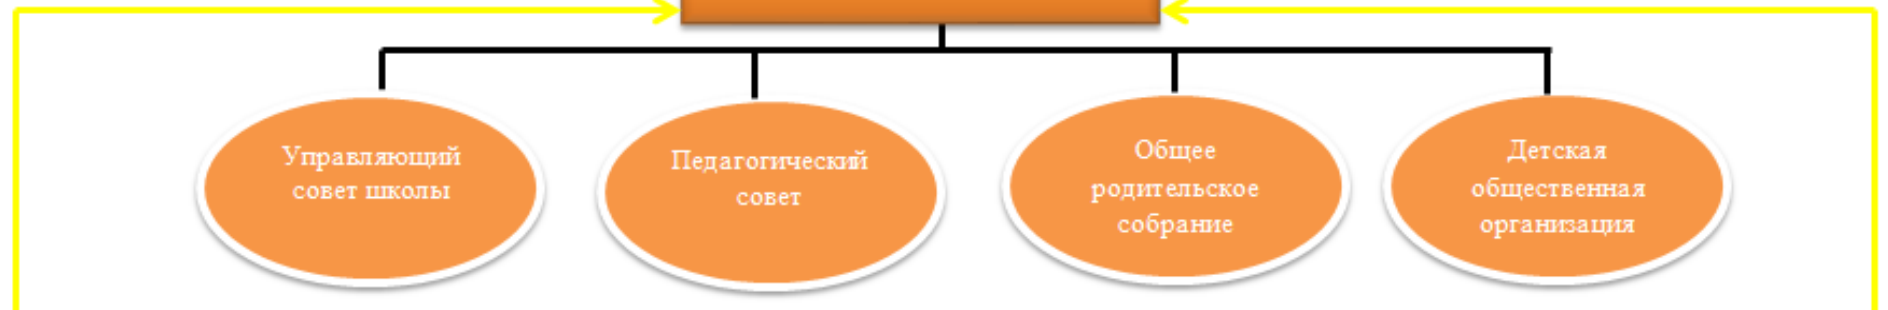 Управляющий
совет школы
Педагогический
совет
Общее
родительское
собрание
Детская
общественная
организация